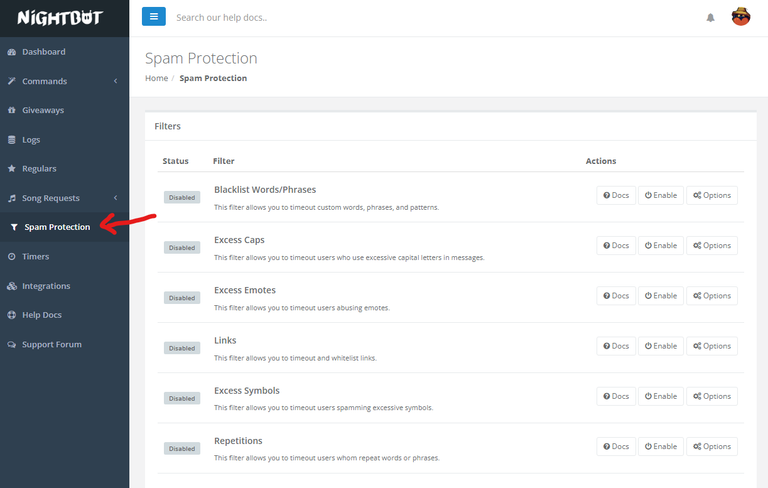 NiGHTBOT
Search our help docs..
Dashboard
Commands
Giveaways
Logs
Regulars
Song Requests
Spam Protection
Timers
Integrations
Help Docs
Support Forum
Spam Protection
Home / Spam Protection
Filters
Status Filter Actions
Disabled Blacklist Words/Phrases Docs Enable Options
This filter allows you to timeout custom words, phrases, and patterns.
Disabled Excess Caps Docs Enable Options
This filter allows you to timeout users who use excessive capital letters in messages.
Disabled Excess Emotes Docs Enable Options
This filter allows you to timeout users abusing emotes.
Disabled Links Docs Enable Options
This filter allows you to timeout and whitelist links.
Disabled Excess Symbols Docs Enable Options
This filter allows you to timeout users spamming excessive symbols.
Disabled Repetitions Docs Enable Options
This filter allows you to timeout users whom repeat words or phrases.